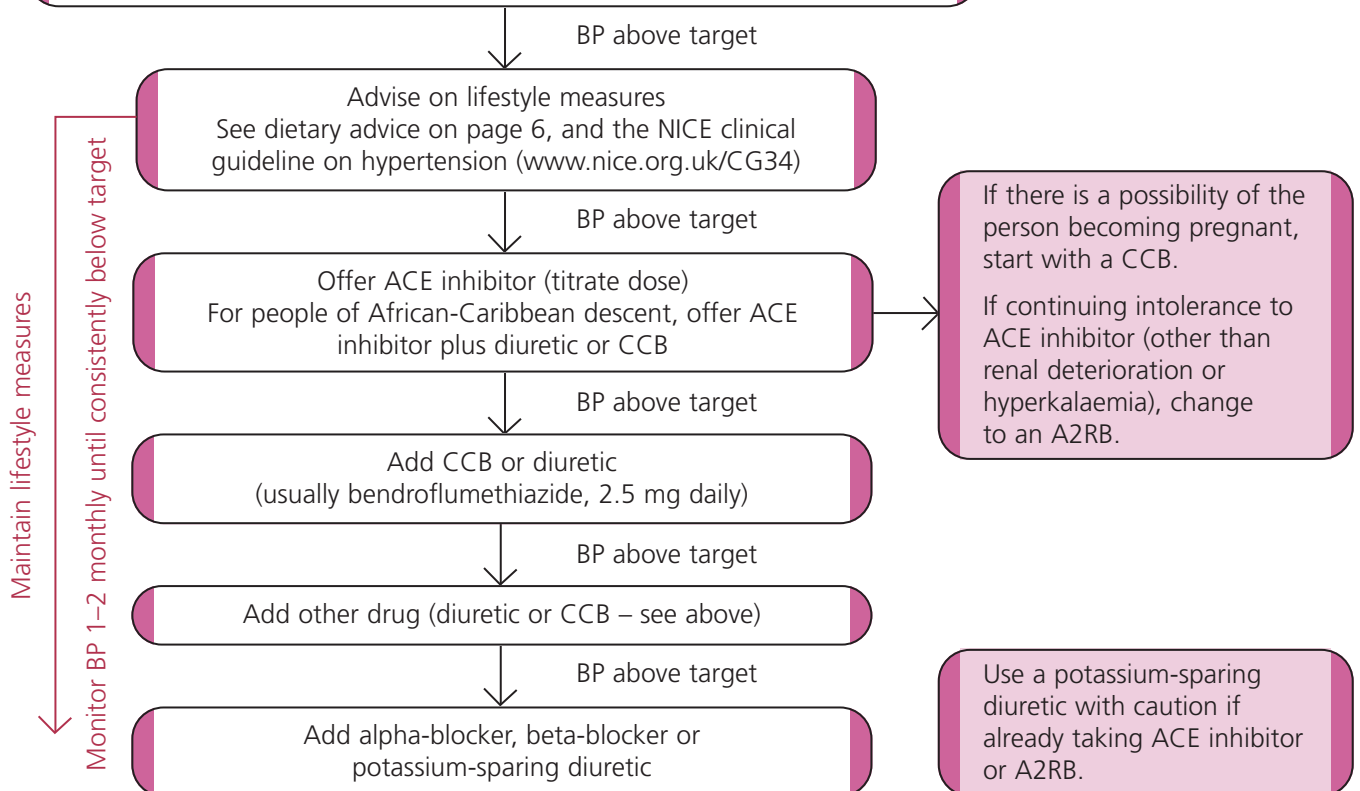 BP above target
Advise on lifestyle measures
See dietary advice on page 6, and the NICE clinical
guideline on hypertension (www.nice.org.uk/CG34)
BP above target
Offer ACE inhibitor (titrate dose)
For people of African-Caribbean descent, offer ACE
inhibitor plus diuretic or CCB
If there is a possibility of the
person becoming pregnant,
start with a CCB.
If continuing intolerance to
ACE inhibitor (other than
renal deterioration or
hyperkalaemia), change
to an A2RB.
BP above target
Add CCB or diuretic
(usually bendroflumethiazide, 2.5 mg daily)
BP above target
Add other drug (diuretic or CCB – see above)
BP above target
Add alpha-blocker, beta-blocker or
potassium-sparing diuretic
Use a potassium-sparing
diuretic with caution if
already taking ACE inhibitor
or A2RB.
Maintain lifestyle measures
Monitor BP 1–2 monthly until consistently below target